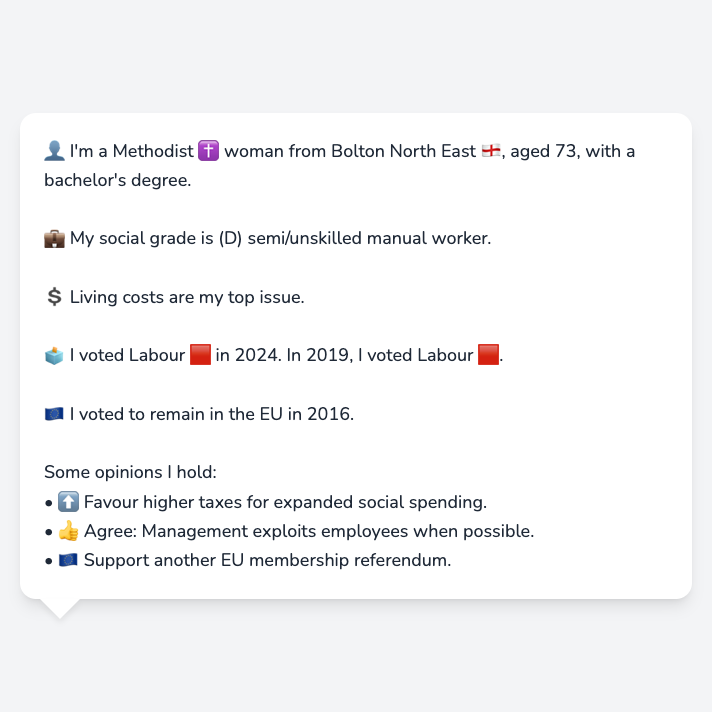 👤 I'm a Methodist ✝️ woman from Bolton North East 🏴󠁧󠁢󠁥󠁮󠁧󠁿, aged 73, with a
bachelor's degree.
💼 My social grade is (D) semi/unskilled manual worker.
💲 Living costs are my top issue.
🗳️ I voted Labour 🟥 in 2024. In 2019, I voted Labour 🟥.
🇪🇺 I voted to remain in the EU in 2016.
Some opinions I hold:
• ⬆️ Favour higher taxes for expanded social spending.
• 👍 Agree: Management exploits employees when possible.
• 🇪🇺 Support another EU membership referendum.